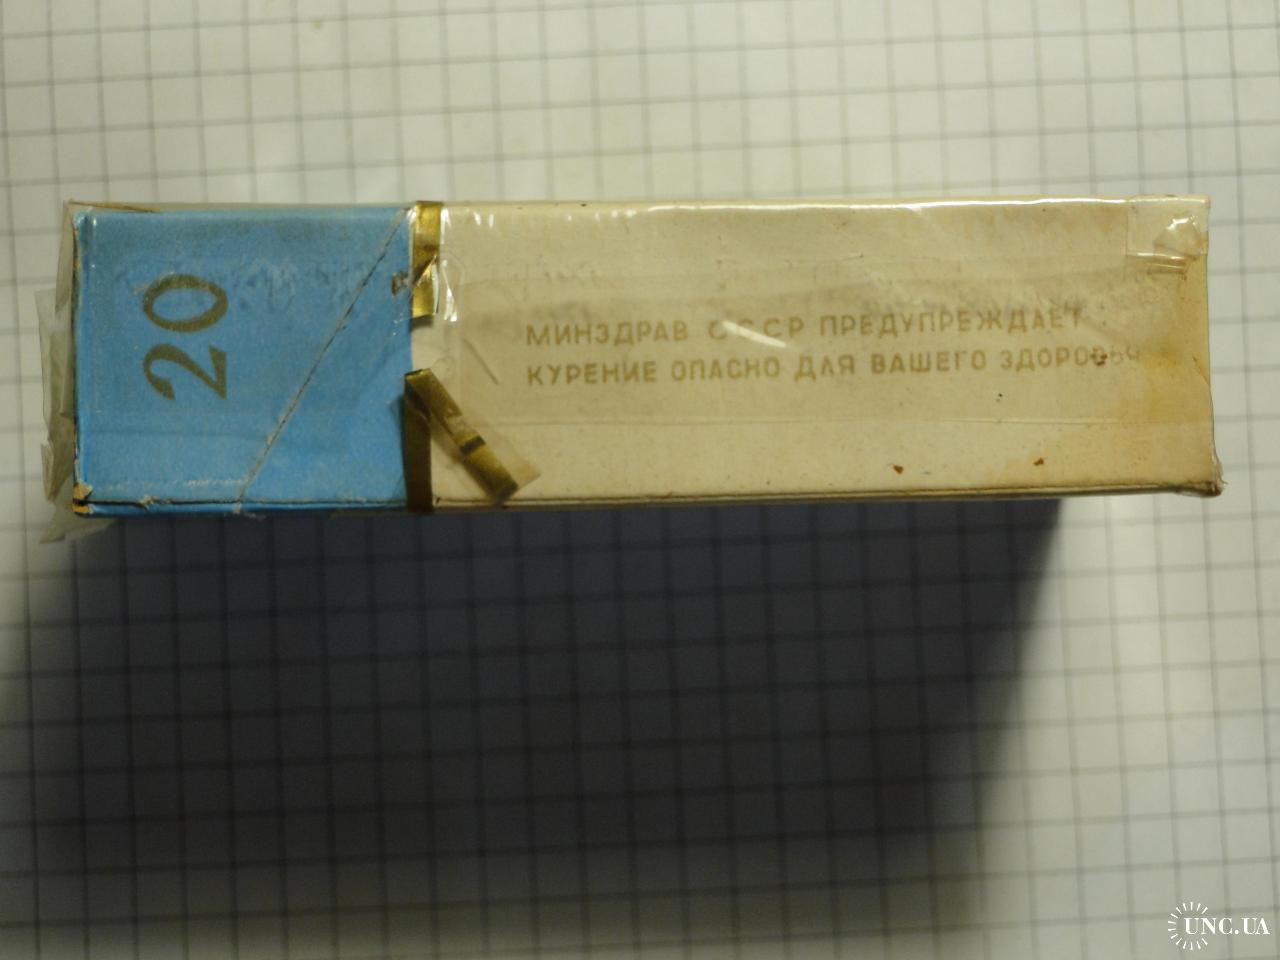 20
МИНЗДРАВ СССР ПРЕДУПРЕЖДАЕТ:
КУРЕНИЕ ОПАСНО ДЛЯ ВАШЕГО ЗДОРОВЬЯ
UNC.UA